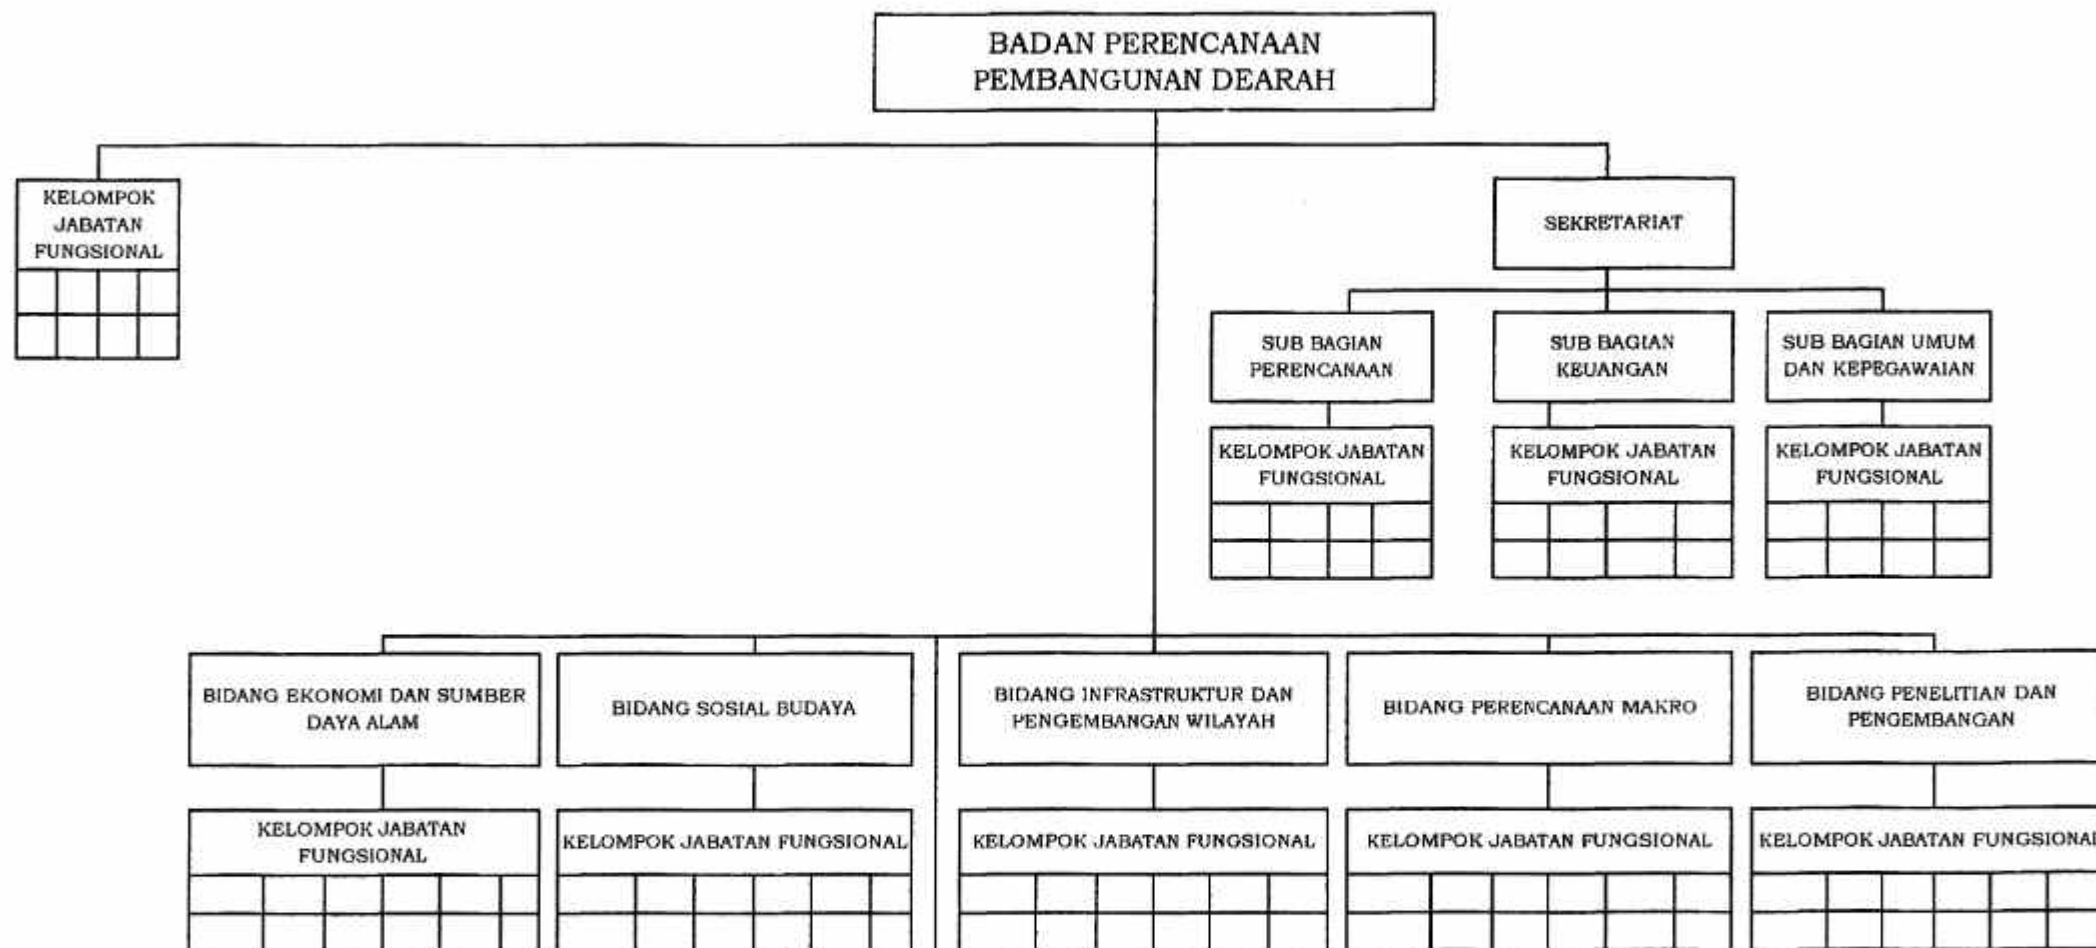 BADAN PERENCANAAN
PEMBANGUNAN DEARAH
KELOMPOK
JABATAN
FUNGSIONAL
SEKRETARIAT
SUB BAGIAN
PERENCANAAN
SUB BAGIAN
KEUANGAN
SUB BAGIAN UMUM
DAN KEPEGAWAIAN
KELOMPOK JABATAN
FUNGSIONAL
KELOMPOK JABATAN
FUNGSIONAL
KELOMPOK JABATAN
FUNGSIONAL
BIDANG EKONOMI DAN SUMBER
DAYA ALAM
BIDANG SOSIAL BUDAYA
BIDANG INFRASTRUKTUR DAN
PENGEMBANGAN WILAYAH
BIDANG PERENCANAAN MAKRO
BIDANG PENELITIAN DAN
PENGEMBANGAN
KELOMPOK JABATAN
FUNGSIONAL
KELOMPOK JABATAN FUNGSIONAL
KELOMPOK JABATAN FUNGSIONAL
KELOMPOK JABATAN FUNGSIONAL
KELOMPOK JABATAN FUNGSIONAL